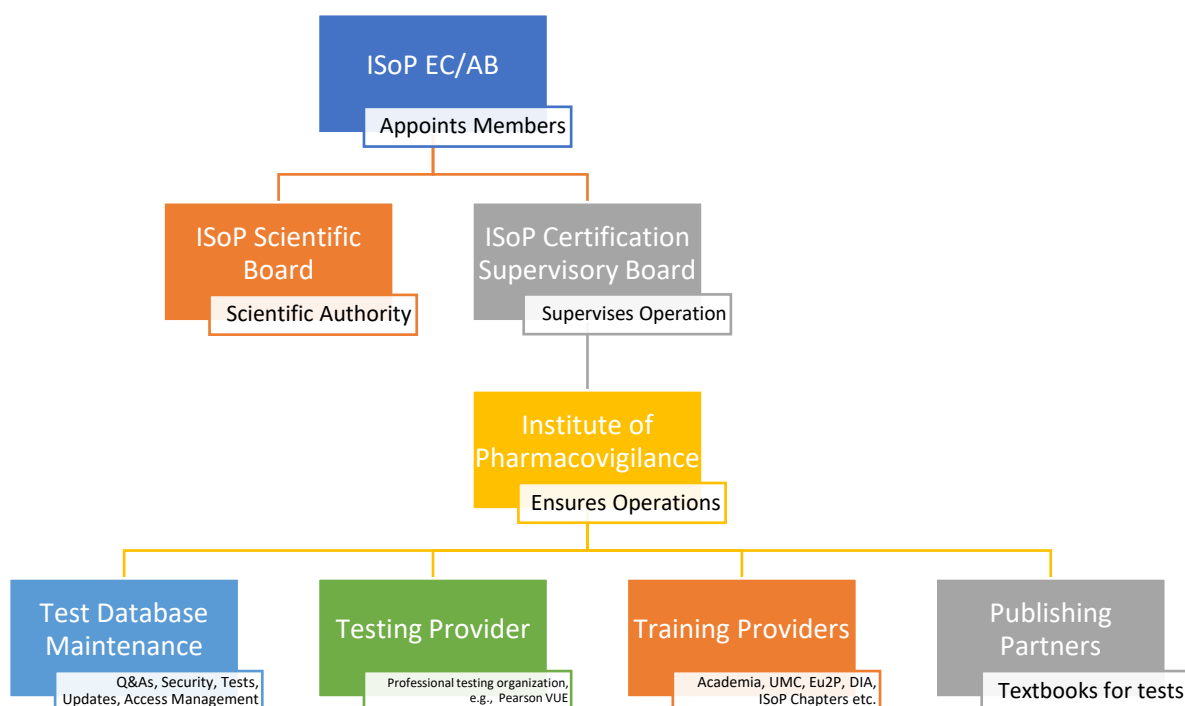 ISoP EC/AB
Appoints Members
ISoP Scientific
Board
Scientific Authority
ISoP Certification
Supervisory Board
Supervises Operation
Institute of
Pharmacovigilance
Ensures Operations
Test Database
Maintenance
Q&As, Security, Tests,
Updates, Access Management
Testing Provider
Professional testing organization,
e.g., Pearson VUE
Training Providers
Academia, UMC, Eu2P, DIA,
ISoP Chapters etc.
Publishing
Partners
Textbooks for tests